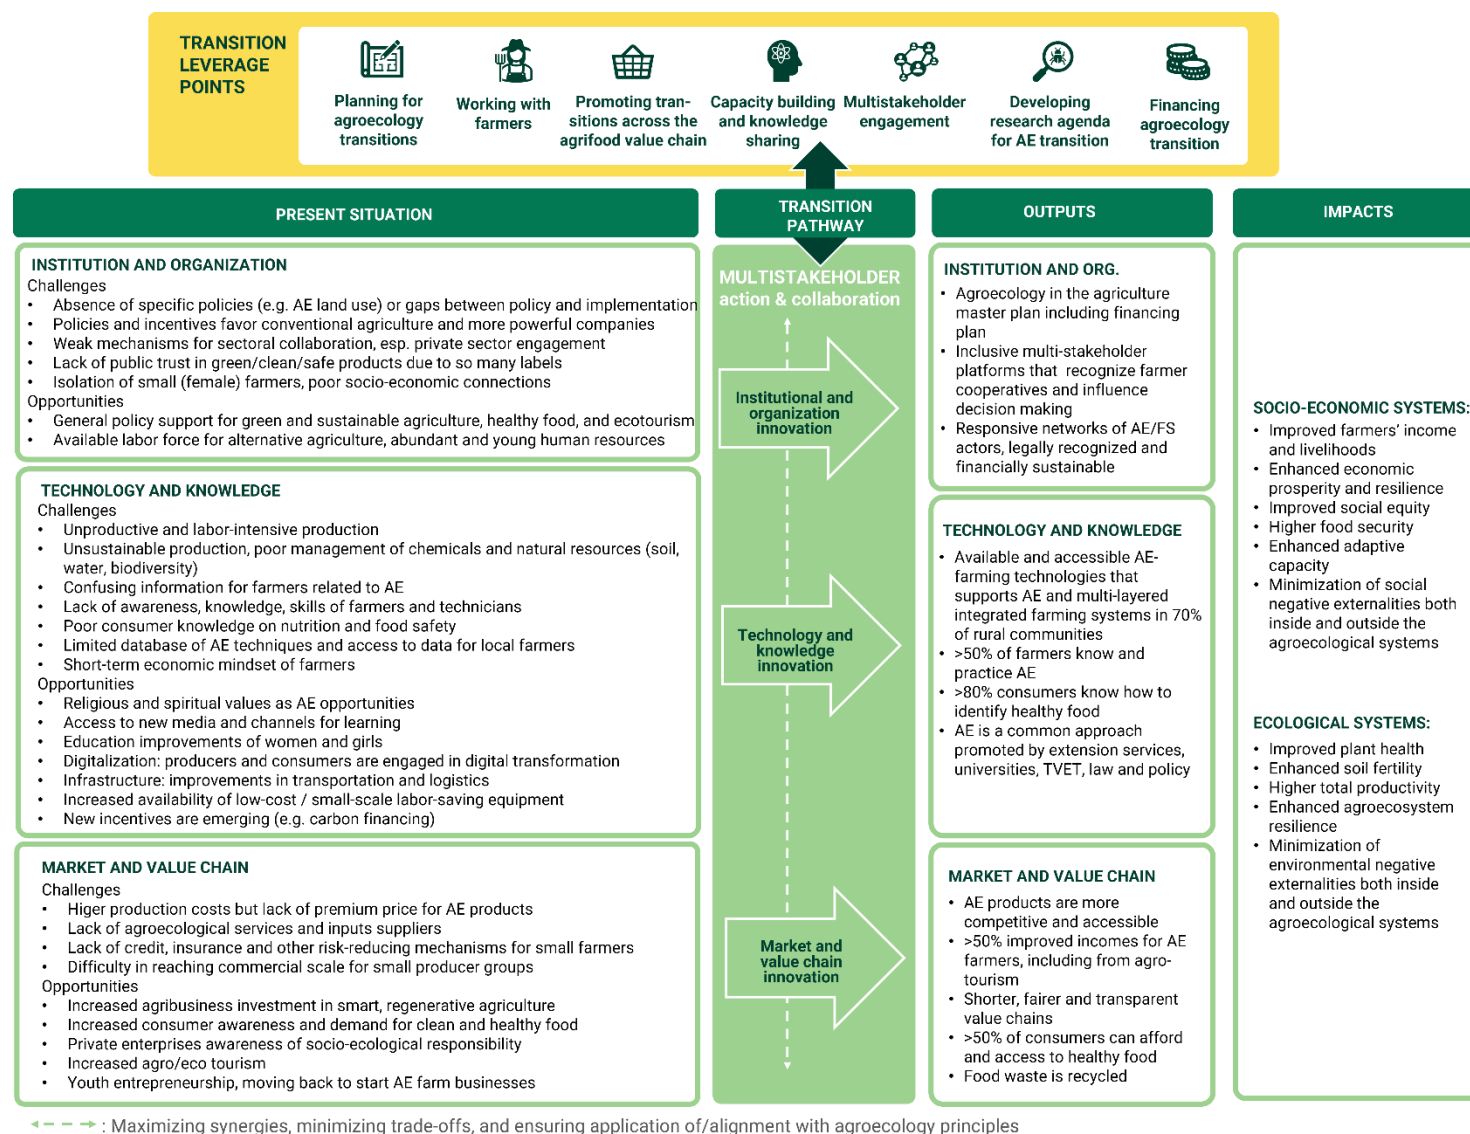 TRANSITION
LEVERAGE
POINTS
Planning for
agroecology
transitions
Working with
farmers
Promoting tran-
sitions across the
agrifood value chain
Capacity building
and knowledge
sharing
Multistakeholder
engagement
Developing
research agenda
for AE transition
Financing
agroecology
transition
PRESENT SITUATION
TRANSITION
PATHWAY
OUTPUTS
IMPACTS
INSTITUTION AND ORGANIZATION
Challenges
• Absence of specific policies (e.g. AE land use) or gaps between policy and implementation
• Policies and incentives favor conventional agriculture and more powerful companies
• Weak mechanisms for sectoral collaboration, esp. private sector engagement
• Lack of public trust in green/clean/safe products due to so many labels
• Isolation of small (female) farmers, poor socio-economic connections
Opportunities
• General policy support for green and sustainable agriculture, healthy food, and ecotourism
• Available labor force for alternative agriculture, abundant and young human resources
TECHNOLOGY AND KNOWLEDGE
Challenges
• Unproductive and labor-intensive production
• Unsustainable production, poor management of chemicals and natural resources (soil,
water, biodiversity)
• Confusing information for farmers related to AE
• Lack of awareness, knowledge, skills of farmers and technicians
• Poor consumer knowledge on nutrition and food safety
• Limited database of AE techniques and access to data for local farmers
• Short-term economic mindset of farmers
Opportunities
• Religious and spiritual values as AE opportunities
• Access to new media and channels for learning
• Education improvements of women and girls
• Digitalization: producers and consumers are engaged in digital transformation
• Infrastructure: improvements in transportation and logistics
• Increased availability of low-cost / small-scale labor-saving equipment
• New incentives are emerging (e.g. carbon financing)
MARKET AND VALUE CHAIN
Challenges
• Higer production costs but lack of premium price for AE products
• Lack of agroecological services and inputs suppliers
• Lack of credit, insurance and other risk-reducing mechanisms for small farmers
• Difficulty in reaching commercial scale for small producer groups
Opportunities
• Increased agribusiness investment in smart, regenerative agriculture
• Increased consumer awareness and demand for clean and healthy food
• Private enterprises awareness of socio-ecological responsibility
• Increased agro/eco tourism
• Youth entrepreneurship, moving back to start AE farm businesses
MULTISTAKEHOLDER
action & collaboration
Institutional and
organization
innovation
Technology and
knowledge
innovation
Market and
value chain
innovation
INSTITUTION AND ORG.
• Agroecology in the agriculture
master plan including financing
plan
• Inclusive multi-stakeholder
platforms that recognize farmer
cooperatives and influence
decision making
• Responsive networks of AE/FS
actors, legally recognized and
financially sustainable
TECHNOLOGY AND KNOWLEDGE
• Available and accessible AE-
farming technologies that
supports AE and multi-layered
integrated farming systems in 70%
of rural communities
• >50% of farmers know and
practice AE
• >80% consumers know how to
identify healthy food
• AE is a common approach
promoted by extension services,
universities, TVET, law and policy
MARKET AND VALUE CHAIN
• AE products are more
competitive and accessible
• >50% improved incomes for AE
farmers, including from agro-
tourism
• Shorter, fairer and transparent
value chains
• >50% of consumers can afford
and access to healthy food
• Food waste is recycled
SOCIO-ECONOMIC SYSTEMS:
• Improved farmers' income
and livelihoods
• Enhanced economic
prosperity and resilience
• Improved social equity
• Higher food security
• Enhanced adaptive
capacity
• Minimization of social
negative externalities both
inside and outside the
agroecological systems
ECOLOGICAL SYSTEMS:
• Improved plant health
• Enhanced soil fertility
• Higher total productivity
• Enhanced agroecosystem
resilience
• Minimization of
environmental negative
externalities both inside
and outside the
agroecological systems
: Maximizing synergies, minimizing trade-offs, and ensuring application of/alignment with agroecology principles